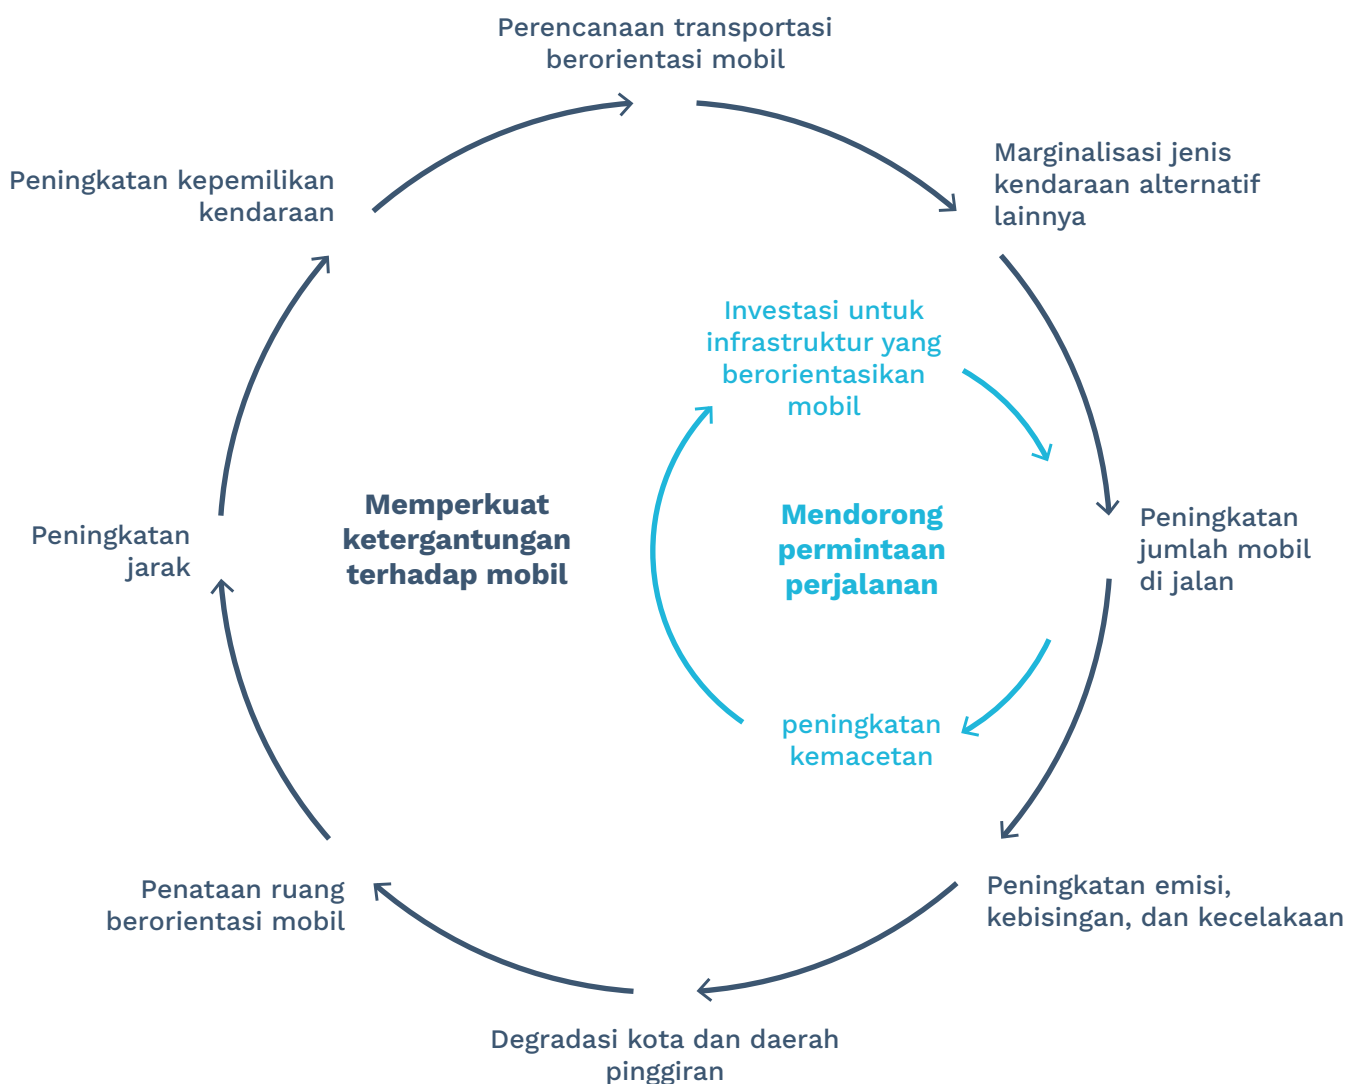 Perencanaan transportasi
berorientasi mobil
Marginalisasi jenis
kendaraan alternatif
lainnya
Peningkatan kepemilikan
kendaraan
Investasi untuk
infrastruktur yang
berorientasikan
mobil
Memperkuat
ketergantungan
terhadap mobil
Mendorong
permintaan
perjalanan
Peningkatan
jumlah mobil
di jalan
Peningkatan
jarak
peningkatan
kemacetan
Penataan ruang
berorientasi mobil
Peningkatan emisi,
kebisingan, dan kecelakaan
Degradasi kota dan daerah
pinggiran